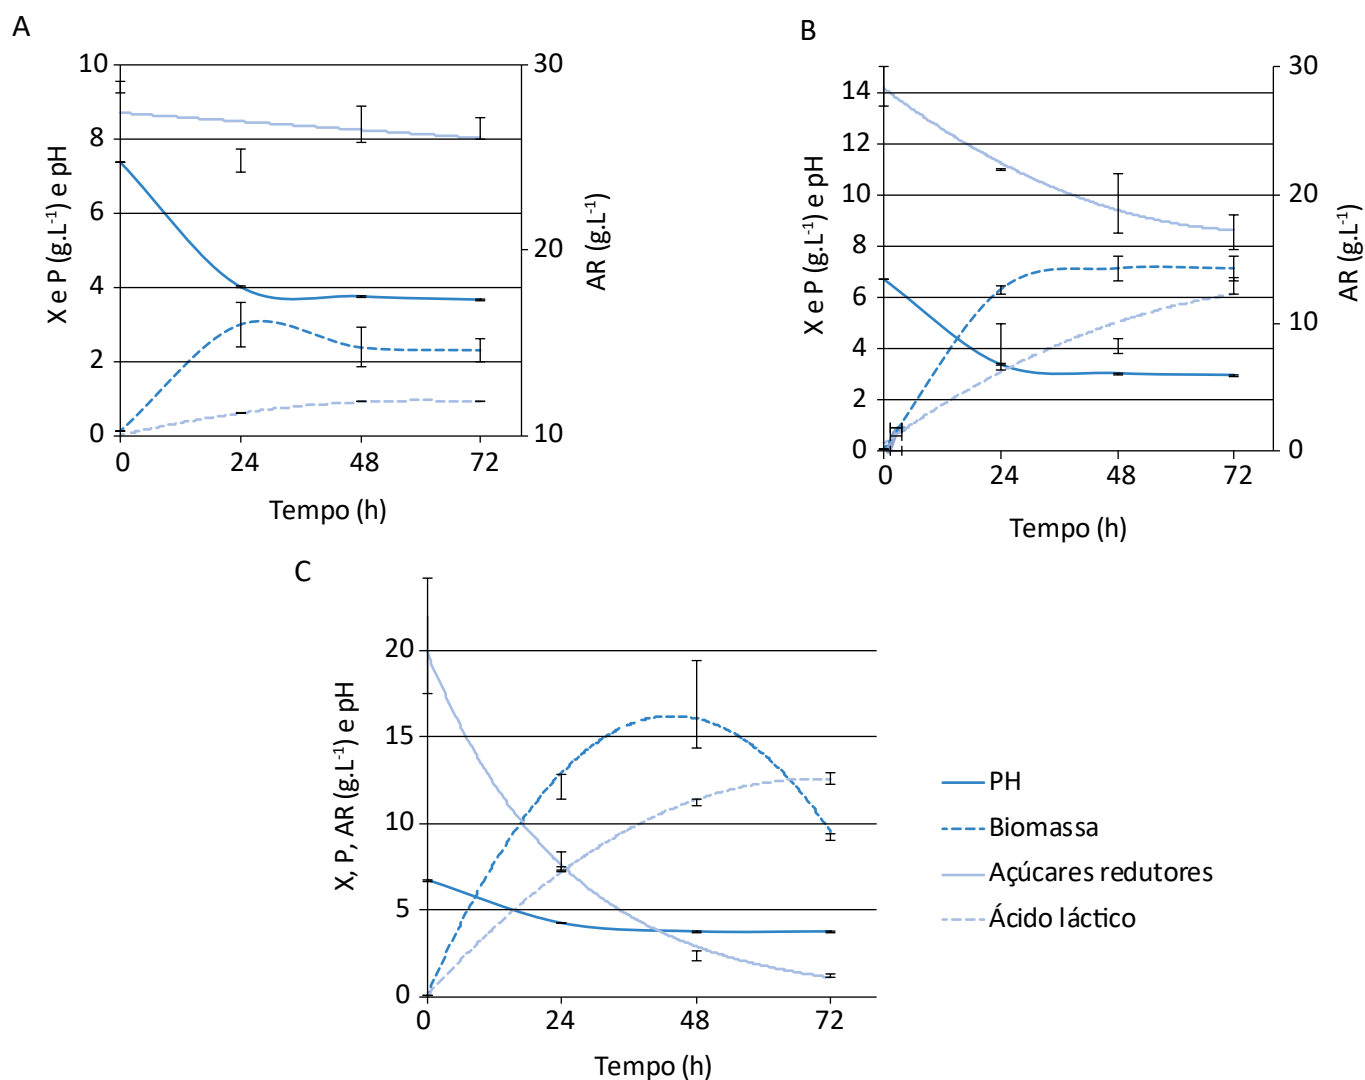 A
10
8
6
4
2
0
X e P (g.L⁻¹) e pH
30
20
10
AR (g.L⁻¹)
0 24 48 72
Tempo (h)
B
14
12
10
8
6
4
2
0
X e P (g.L⁻¹) e pH
30
20
10
0
AR (g.L⁻¹)
0 24 48 72
Tempo (h)
C
20
15
10
5
0
X, P, AR (g.L⁻¹) e pH
0 24 48 72
Tempo (h)
PH
Biomassa
Açúcares redutores
Ácido láctico